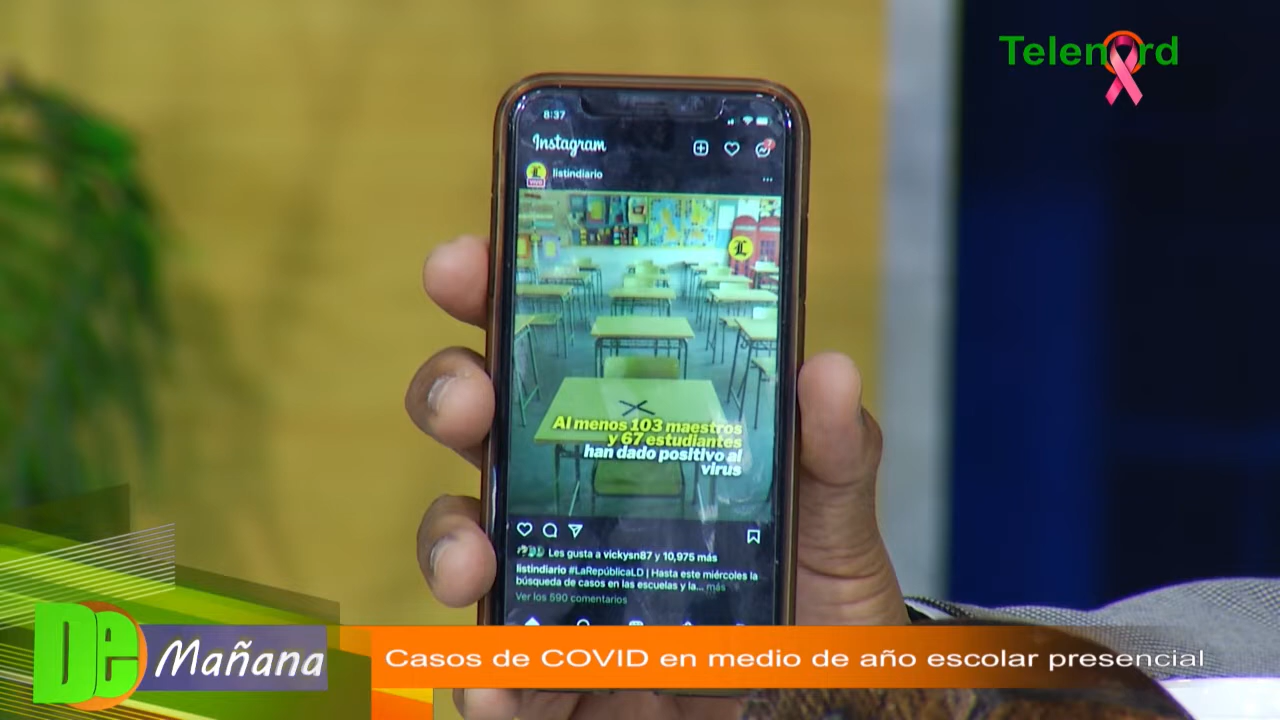 Telenord
8:37
Instagram
listindiario
VIVO
L
Al menos 103 maestros
y 67 estudiantes
han dado positivo al
virus
Les gusta a vickysn87 y 10,975 más
listindiario #LaRepúblicaLD | Hasta este miércoles la
búsqueda de casos en las escuelas y la... más
Ver los 590 comentarios
De
Mañana
Casos de COVID en medio de año escolar presencial